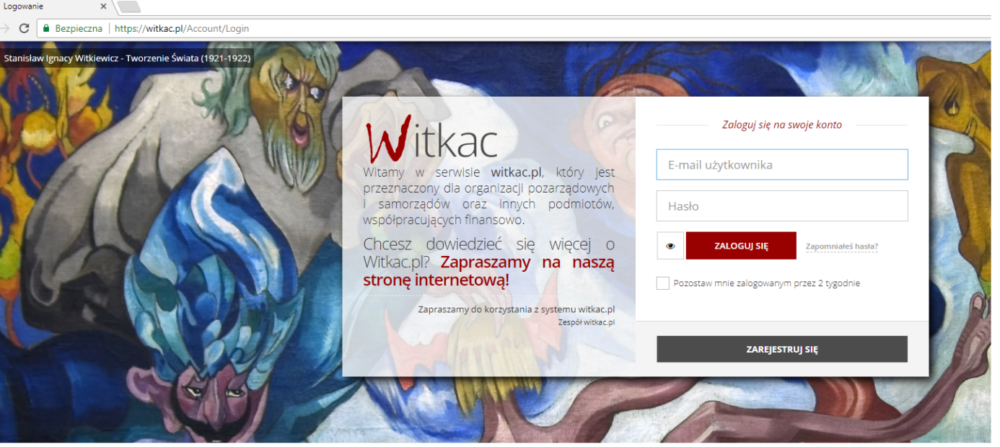 Logowanie
Bezpieczna | https://witkac.pl/Account/Login
Stanisław Ignacy Witkiewicz - Tworzenie Świata (1921-1922)
Witkac
Witamy w serwisie witkac.pl, który jest
przeznaczony dla organizacji pozarządowych
i samorządów oraz innych podmiotów,
współpracujących finansowo.
Chcesz dowiedzieć się więcej o
Witkac.pl? Zapraszamy na naszą
stronę internetową!
Zapraszamy do korzystania z systemu witkac.pl
Zespół witkac.pl
Zaloguj się na swoje konto
E-mail użytkownika
Hasło
ZALOGUJ SIĘ
Zapomniałeś hasła?
Pozostaw mnie zalogowanym przez 2 tygodnie
ZAREJESTRUJ SIĘ